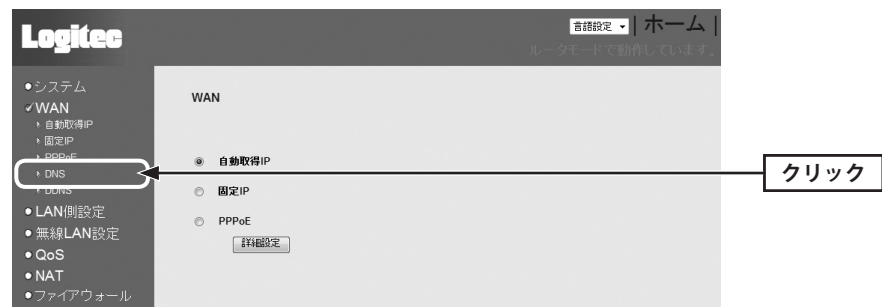 Logitec
言語設定 | ホーム |
ルータモードで動作しています。
システム
WAN
自動取得IP
固定IP
PPPoE
DNS
DDNS
LAN側設定
無線LAN設定
QoS
NAT
ファイアウォール
WAN
自動取得IP
固定IP
PPPoE
詳細設定
クリック